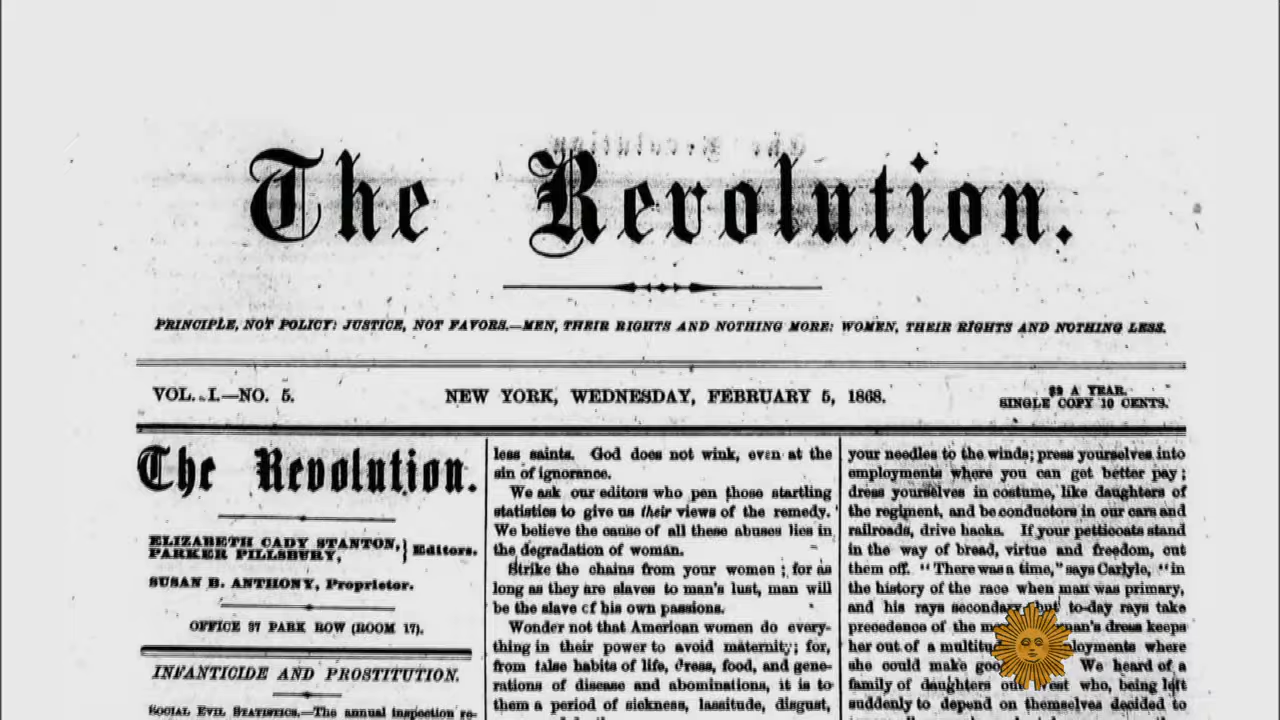 The Revolution.
PRINCIPLE, NOT POLICY: JUSTICE, NOT FAVORS.—MEN, THEIR RIGHTS AND NOTHING MORE: WOMEN, THEIR RIGHTS AND NOTHING LESS.
VOL. I.—NO. 5.
NEW YORK, WEDNESDAY, FEBRUARY 5, 1868.
$2 A YEAR.
SINGLE COPY 10 CENTS.
The Revolution.
ELIZABETH CADY STANTON,
PARKER PILLSBURY,
Editors.
SUSAN B. ANTHONY, Proprietor.
OFFICE 37 PARK ROW (ROOM 17).
INFANTICIDE AND PROSTITUTION.
SOCIAL EVIL STATISTICS.—The annual inspection re-
less saints. God does not wink, even at the
sin of ignorance.
We ask our editors who pen those startling
statistics to give us their views of the remedy.
We believe the cause of all these abuses lies in
the degradation of woman.
Strike the chains from your women; for as
long as they are slaves to man's lust, man will
be the slave of his own passions.
Wonder not that American women do every-
thing in their power to avoid maternity; for,
from false habits of life, dress, food, and gene-
rations of disease and abominations, it is to
them a period of sickness, lassitude, disgust,
your needles to the winds; press yourselves into
employments where you can get better pay;
dress yourselves in costume, like daughters of
the regiment, and be conductors in our cars and
railroads, drive hacks. If your petticoats stand
in the way of bread, virtue and freedom, cut
them off. "There was a time," says Carlyle, "in
the history of the race when man was primary,
and his rays secondary, but to-day rays take
precedence of the man's dress keeps
her out of a where
she could make We heard of a
family of daughters out West who, being left
suddenly to depend on themselves decided to